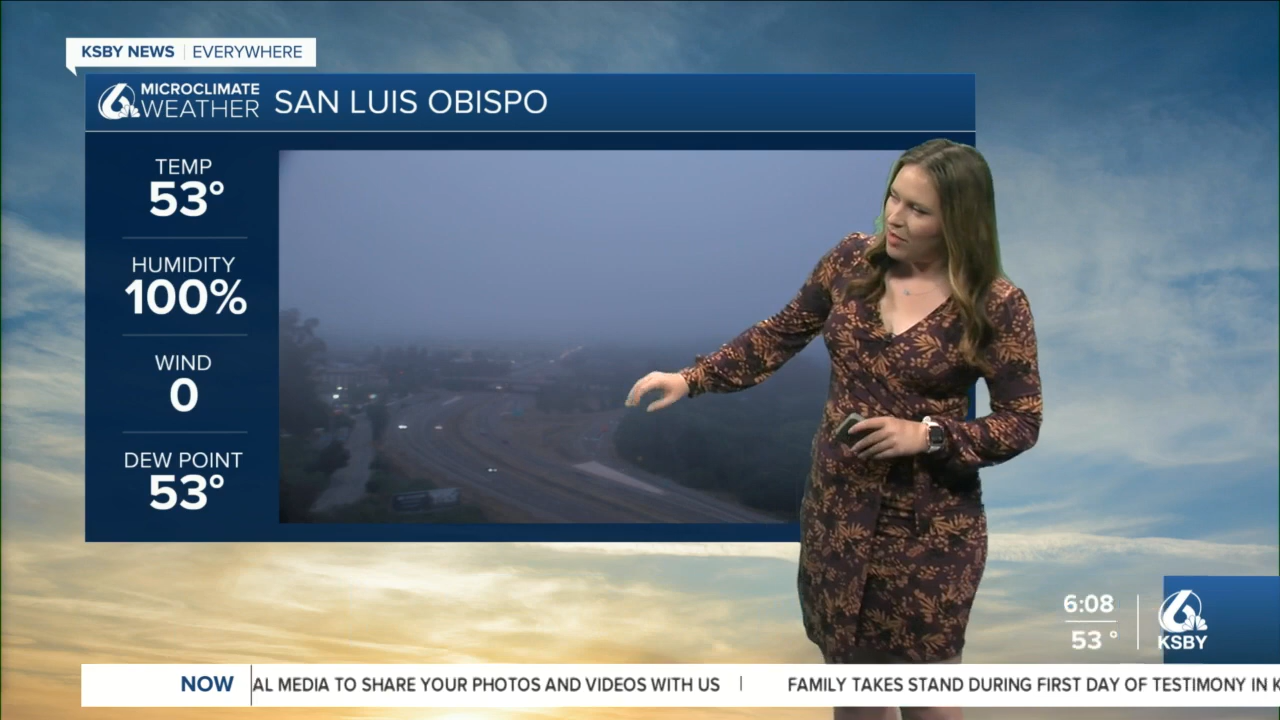 KSBY NEWS | EVERYWHERE
6 MICROCLIMATE
WEATHER
SAN LUIS OBISPO
TEMP
53°
HUMIDITY
100%
WIND
0
DEW POINT
53°
6:08
53 °
6
KSBY
NOW
AL MEDIA TO SHARE YOUR PHOTOS AND VIDEOS WITH US | FAMILY TAKES STAND DURING FIRST DAY OF TESTIMONY IN K